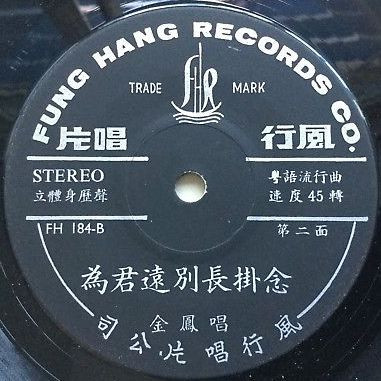 FUNG HANG RECORDS CO.
TRADE MARK
風行唱片
STEREO
立體身歷聲
粵語流行曲
速度45轉
FH 184-B
第二面
為君遠別長掛念
金鳳唱
風行唱片公司